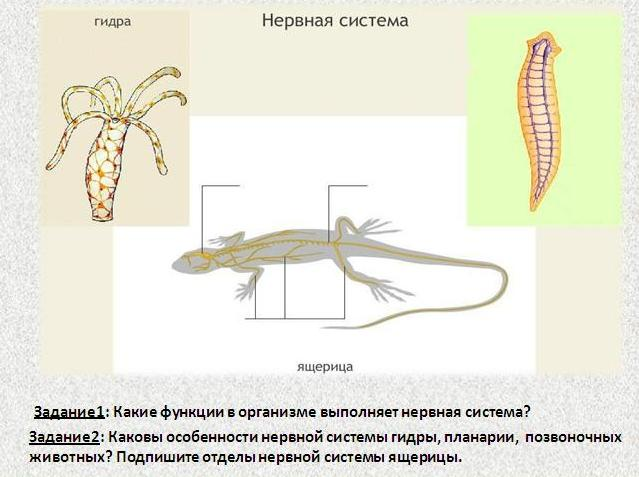 гидра
Нервная система
ящерица
Задание1: Какие функции в организме выполняет нервная система?
Задание2: Каковы особенности нервной системы гидры, планарии, позвоночных
животных? Подпишите отделы нервной системы ящерицы.